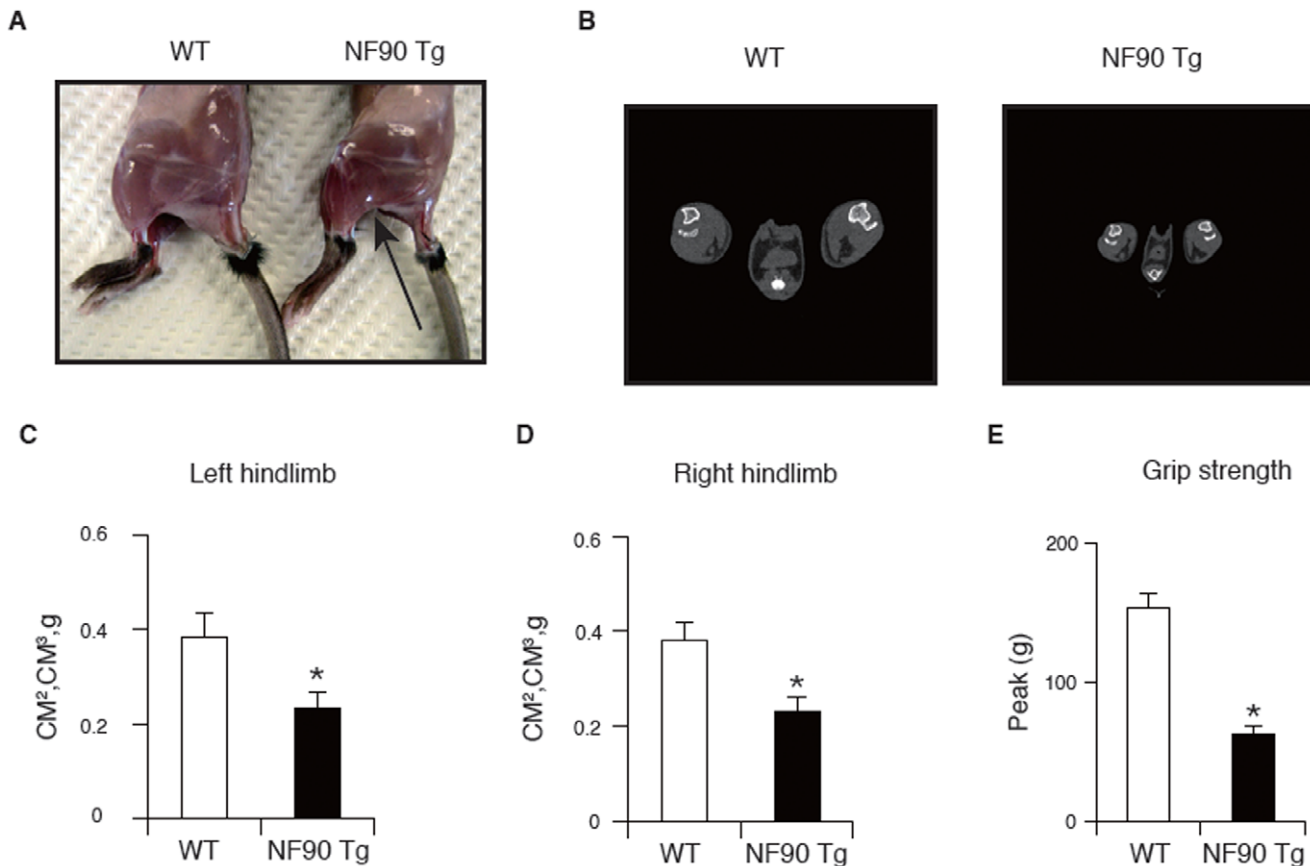 A
WT NF90 Tg
B
WT NF90 Tg
C
Left hindlimb
0.6
0.4
0.2
0
CM²,CM³,g
*
WT NF90 Tg
D
Right hindlimb
0.6
0.4
0.2
0
CM²,CM³,g
*
WT NF90 Tg
E
Grip strength
200
100
0
Peak (g)
*
WT NF90 Tg